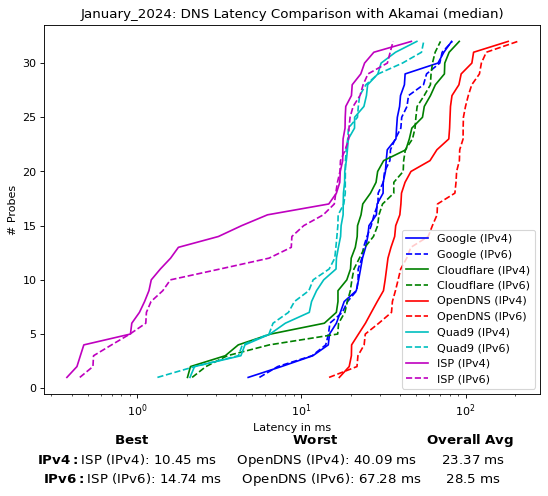 January_2024: DNS Latency Comparison with Akamai (median)
# Probes
30
25
20
15
10
5
0
Google (IPv4)
Google (IPv6)
Cloudflare (IPv4)
Cloudflare (IPv6)
OpenDNS (IPv4)
OpenDNS (IPv6)
Quad9 (IPv4)
Quad9 (IPv6)
ISP (IPv4)
ISP (IPv6)
10⁰ 10¹ 10²
Latency in ms
Best Worst Overall Avg
IPv4: ISP (IPv4): 10.45 ms OpenDNS (IPv4): 40.09 ms 23.37 ms
IPv6: ISP (IPv6): 14.74 ms OpenDNS (IPv6): 67.28 ms 28.5 ms